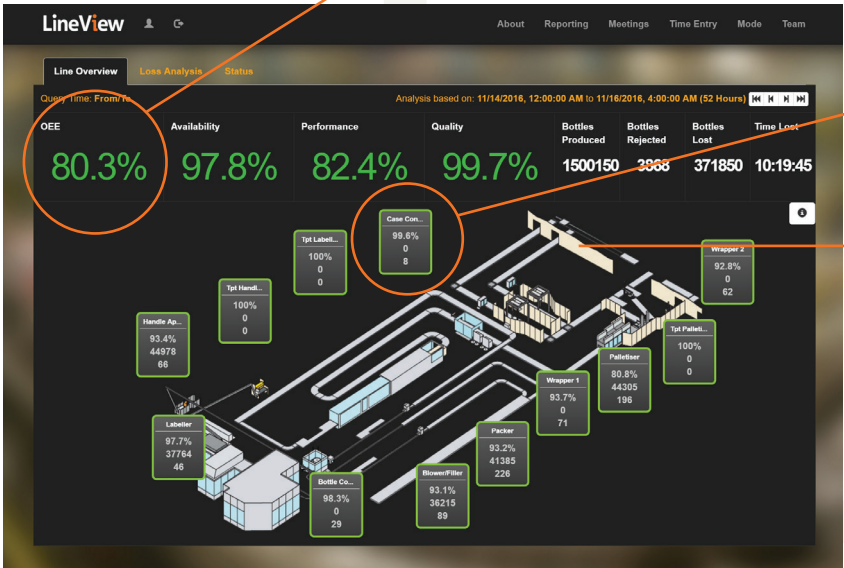 LineView
About Reporting Meetings Time Entry Mode Team
Line Overview Loss Analysis Status
Query Time: From/To
Analysis based on: 11/14/2016, 12:00:00 AM to 11/16/2016, 4:00:00 AM (52 Hours)
OEE Availability Performance Quality Bottles Produced Bottles Rejected Bottles Lost Time Lost
80.3% 97.8% 82.4% 99.7% 1500150 3868 371850 10:19:45
Case Con...
99.6%
0
8
Tpt Labell...
100%
0
0
Wrapper 2
92.8%
0
62
Tpt Handl...
100%
0
0
Handle Ap...
93.4%
44978
66
Tpt Palleti...
100%
0
0
Palletiser
80.8%
44305
196
Wrapper 1
93.7%
0
71
Labeller
97.7%
37764
46
Packer
93.2%
41385
226
Blower/Filler
93.1%
36215
89
Bottle Co...
98.3%
0
29